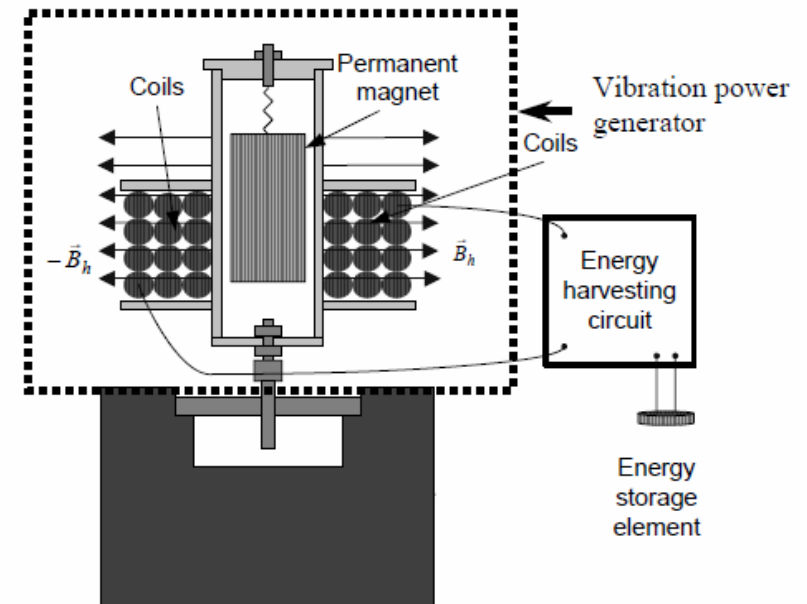 Coils
Permanent
magnet
Vibration power
generator
Coils
− B⃗h
B⃗h
Energy
harvesting
circuit
Energy
storage
element